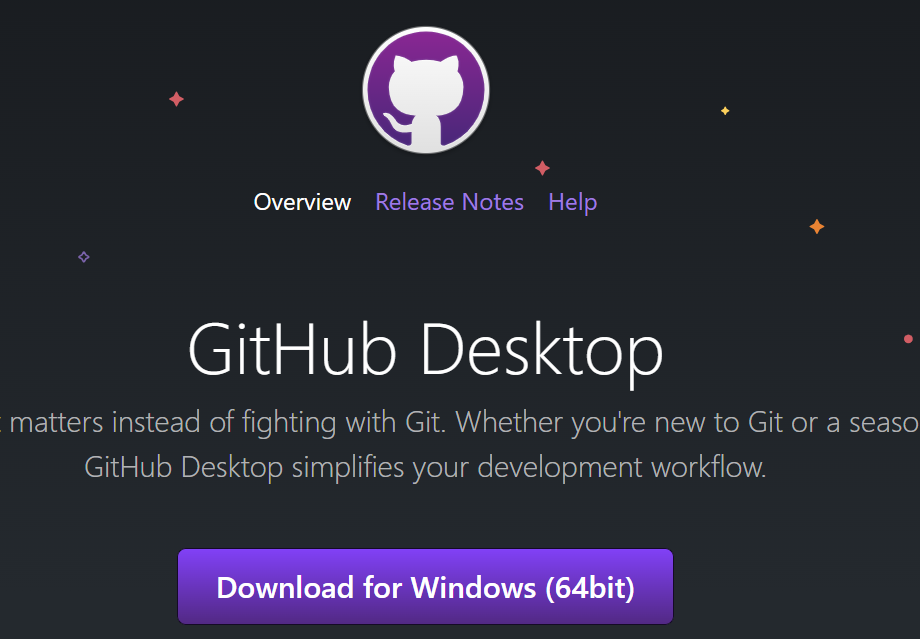 Overview Release Notes Help
GitHub Desktop
matters instead of fighting with Git. Whether you're new to Git or a seaso
GitHub Desktop simplifies your development workflow.
Download for Windows (64bit)